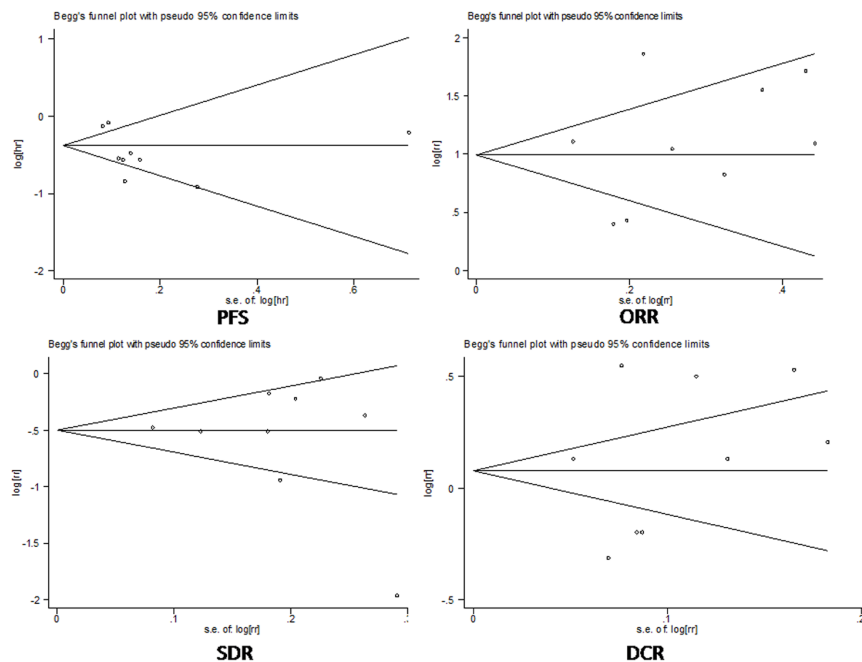 Begg's funnel plot with pseudo 95% confidence limits
log[hr]
1
0
-1
-2
0
.2
.4
.6
s.e. of: log[hr]
PFS
Begg's funnel plot with pseudo 95% confidence limits
log[rr]
2
1.5
1
.5
0
0
.2
.4
s.e. of: log[rr]
ORR
Begg's funnel plot with pseudo 95% confidence limits
log[rr]
0
-.5
-1
-1.5
-2
0
.1
.2
s.e. of: log[rr]
SDR
Begg's funnel plot with pseudo 95% confidence limits
log[rr]
.5
0
-.5
0
.1
.2
s.e. of: log[rr]
DCR